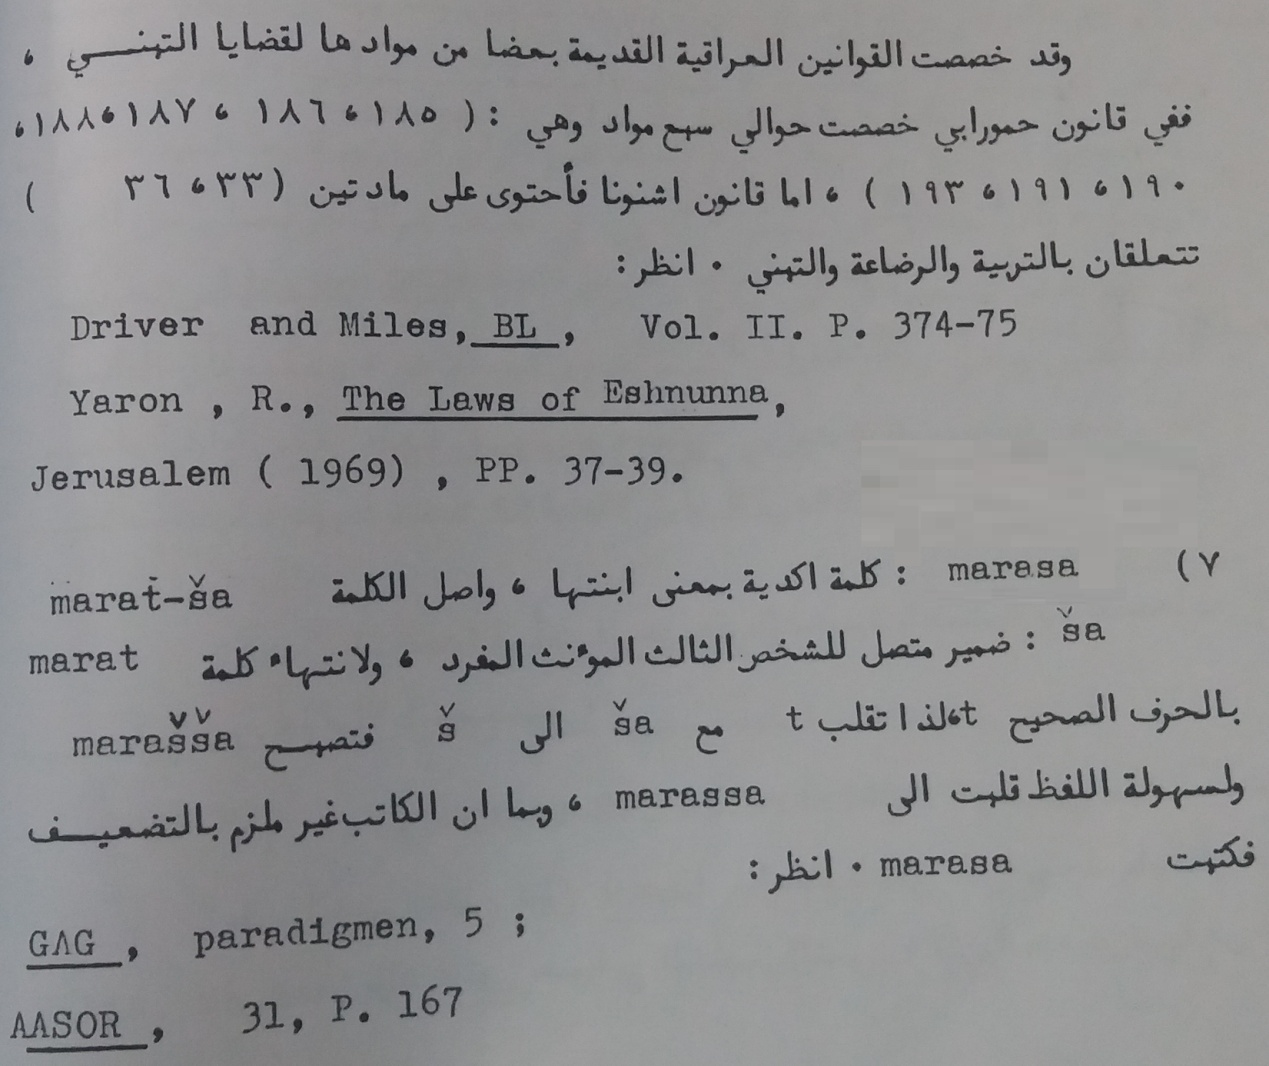 وقد خصصت القوانين العراقية القديمة بعضا من موادها لقضايا التبني ،
ففي قانون حمورابي خصصت حوالي سبع مواد وهي : ( ١٨٥ ، ١٨٦ ، ١٨٧ ، ١٨٨ ،
١٩٠ ، ١٩١ ، ١٩٣ ) ، اما قانون اشنونا فأحتوى على مادتين (٣٣ ، ٣٦ )
تتعلقان بالتربية والرضاعة والتبني . انظر :
Driver and Miles, BL , Vol. II. P. 374-75
Yaron , R., The Laws of Eshnunna,
Jerusalem ( 1969) , PP. 37-39.
٧) marasa : كلمة اكدية بمعنى ابنتها ، واصل الكلمة marat-ša
ša : ضمير متصل للشخص الثالث المؤنث المفرد ، ولانتهاء كلمة marat
بالحرف الصحيح t، لذا تقلب t مع ša الى š فتصبح marašša
ولسهولة اللفظ قلبت الى marassa ، وبما ان الكاتب غير ملزم بالتضعيف
فكتبت marasa . انظر :
GAG , paradigmen, 5 ;
AASOR , 31, P. 167